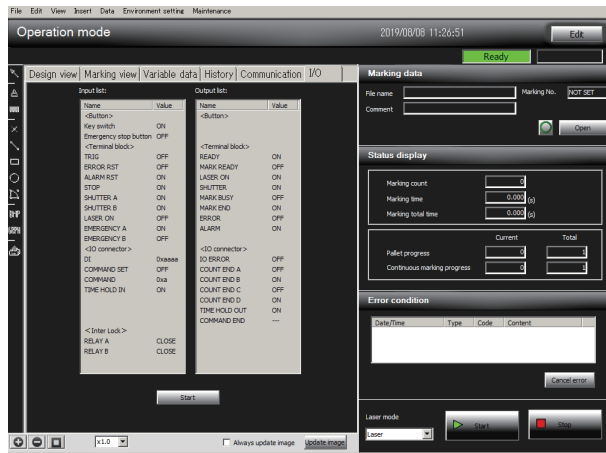 File Edit View Insert Data Environment setting Maintenance
Operation mode
2019/08/08 11:26:51
Edit
Ready
Design view Marking view Variable data History Communication I/O
Input list:
Name Value
<Button>
Key switch ON
Emergency stop button OFF
<Terminal block>
TRIG OFF
ERROR RST OFF
ALARM RST ON
STOP ON
SHUTTER A ON
SHUTTER B ON
LASER ON OFF
EMERGENCY A ON
EMERGENCY B OFF
<IO connector>
DI 0xaaaa
COMMAND SET OFF
COMMAND 0xa
TIME HOLD IN ON
<Inter Lock>
RELAY A CLOSE
RELAY B CLOSE
Output list:
Name Value
<Button>
<Terminal block>
READY ON
MARK READY OFF
LASER ON ON
SHUTTER ON
MARK BUSY OFF
MARK END ON
ERROR OFF
ALARM ON
<IO connector>
IO ERROR OFF
COUNT END A OFF
COUNT END B ON
COUNT END C OFF
COUNT END D ON
TIME HOLD OUT ON
COMMAND END ---
Start
x1.0
Always update image
Update image
Marking data
File name
Marking No. NOT SET
Comment
Open
Status display
Marking count 0
Marking time 0.000 (s)
Marking total time 0.000 (s)
Current Total
Pallet progress 0 1
Continuous marking progress 0 1
Error condition
Date/Time Type Code Content
Cancel error
Laser mode
Laser
Start
Stop